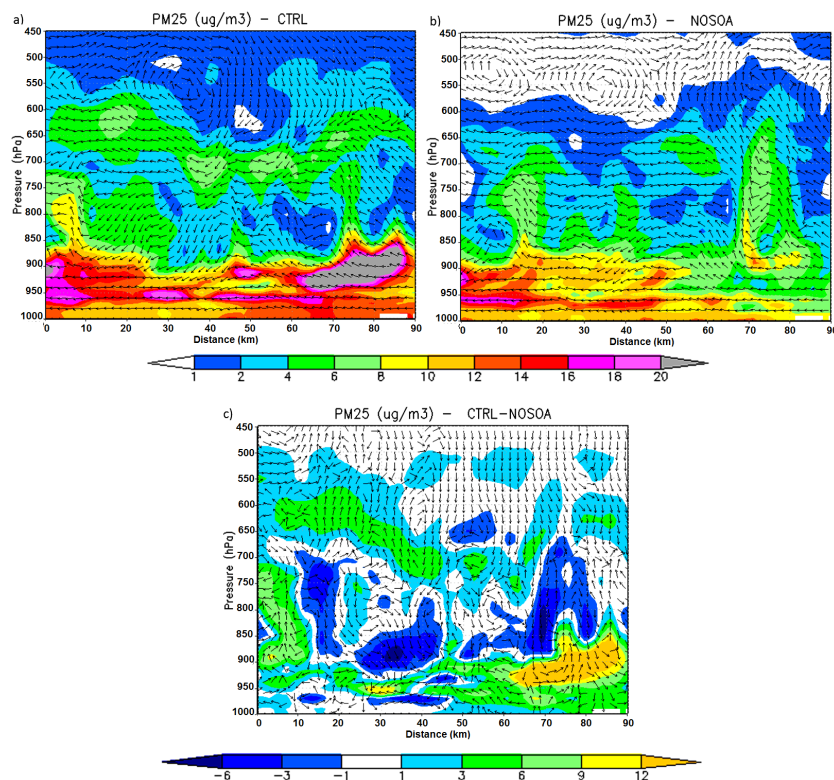 a) PM25 (ug/m3) - CTRL
b) PM25 (ug/m3) - NOSOA
450 450
500 500
550 550
600 600
650 650
700 700
750 750
800 800
850 850
900 900
950 950
1000 1000
Pressure (hPa) Pressure (hPa)
0 10 20 30 40 50 60 70 80 90
Distance (km)
0 10 20 30 40 50 60 70 80 90
Distance (km)
1 2 4 6 8 10 12 14 16 18 20
c) PM25 (ug/m3) - CTRL-NOSOA
450
500
550
600
650
700
750
800
850
900
950
1000
Pressure (hPa)
0 10 20 30 40 50 60 70 80 90
Distance (km)
-6 -3 -1 1 3 6 9 12